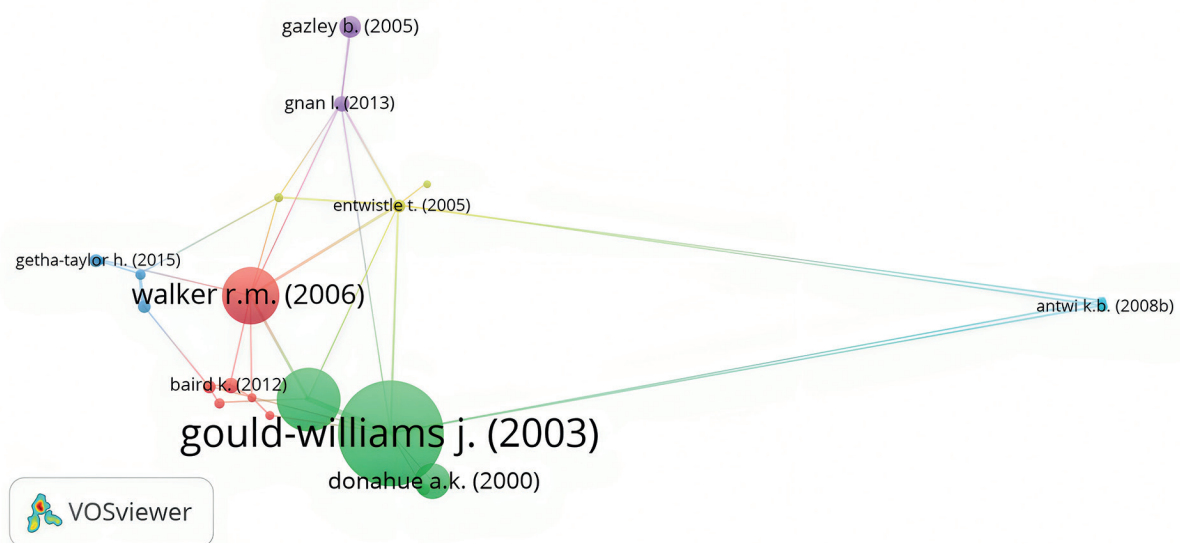 gazley b. (2005)
gnan l. (2013)
entwistle t. (2005)
getha-taylor h. (2015)
walker r.m. (2006)
antwi k.b. (2008b)
baird k. (2012)
gould-williams j. (2003)
donahue a.k. (2000)
VOSviewer